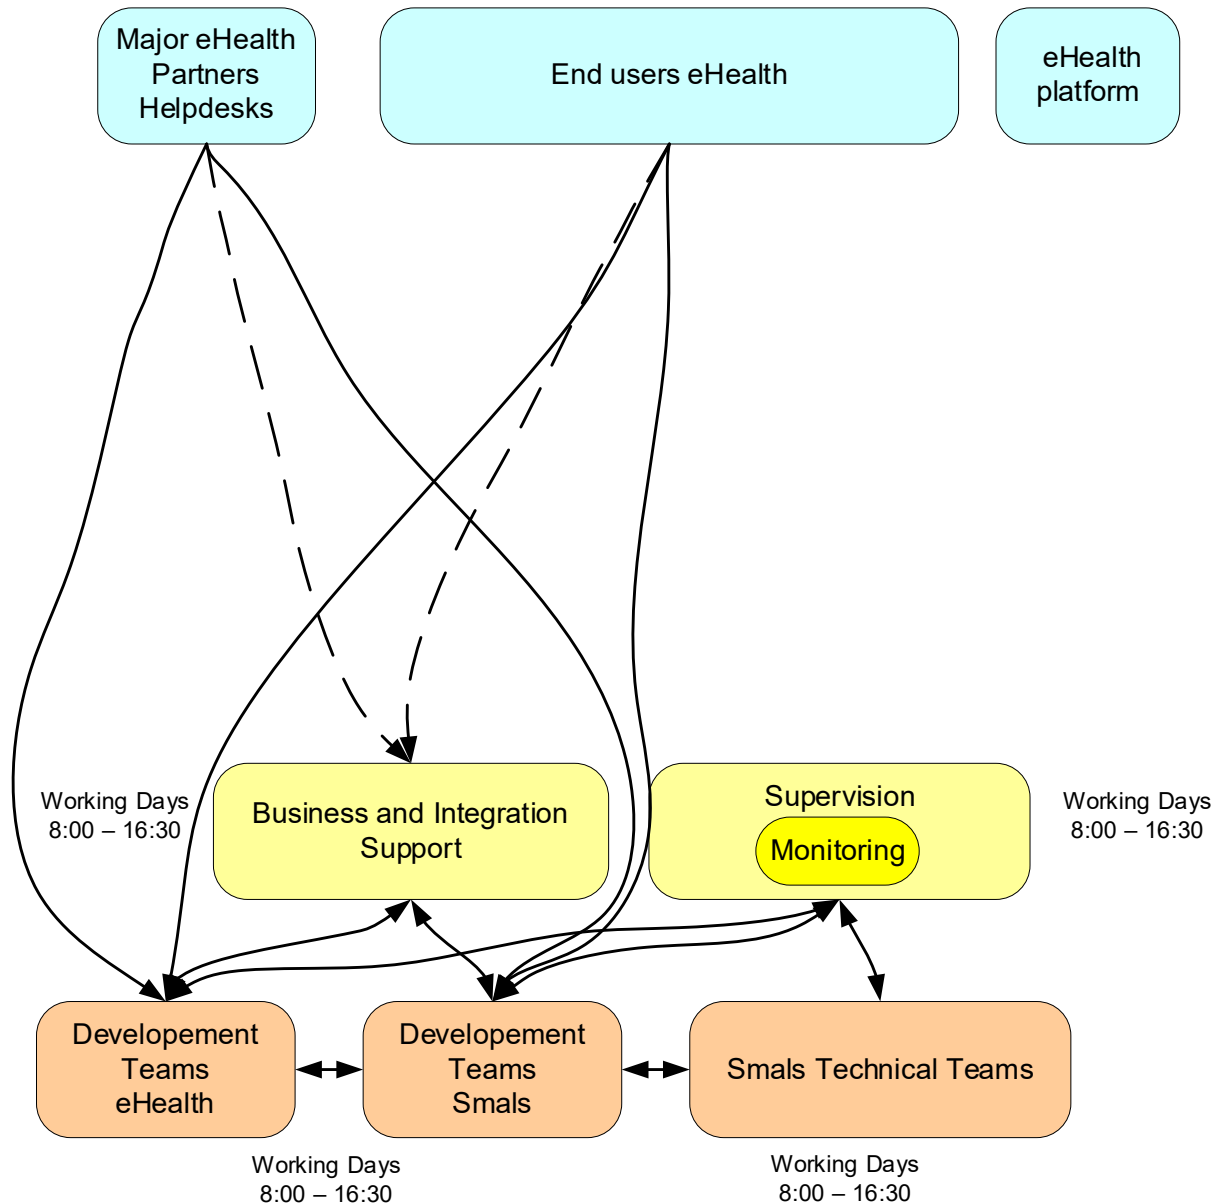 Major eHealth
Partners
Helpdesks
End users eHealth
eHealth
platform
Working Days
8:00 – 16:30
Business and Integration
Support
Supervision
Monitoring
Working Days
8:00 – 16:30
Developement
Teams
eHealth
Developement
Teams
Smals
Smals Technical Teams
Working Days
8:00 – 16:30
Working Days
8:00 – 16:30